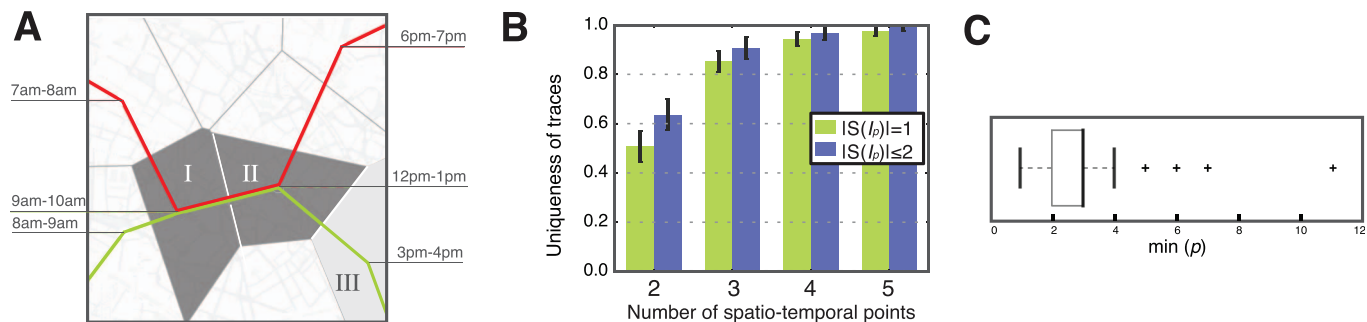 A
6pm-7pm
7am-8am
I
II
12pm-1pm
9am-10am
8am-9am
3pm-4pm
III
B
Uniqueness of traces
1.0
0.8
0.6
0.4
0.2
0.0
|S(Ip)|=1
|S(Ip)|≤2
2 3 4 5
Number of spatio-temporal points
C
0 2 4 6 8 10 12
min (p)